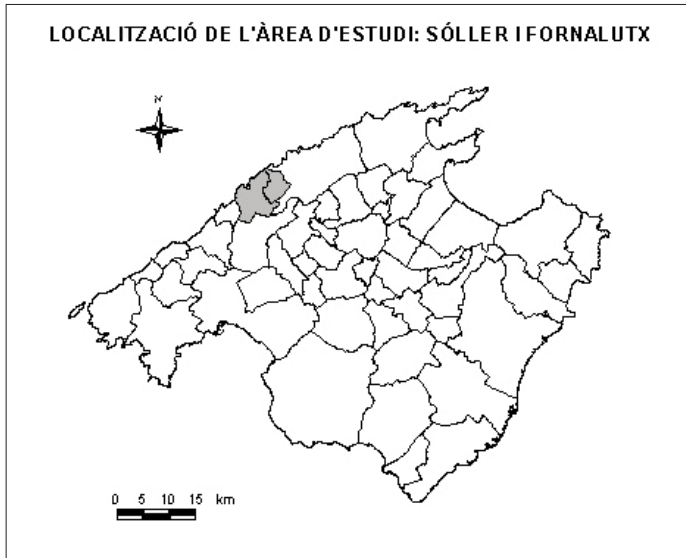 LOCALITZACIÓ DE L'ÀREA D'ESTUDI: SÓLLER I FORNALUTX
N
0 5 10 15 km